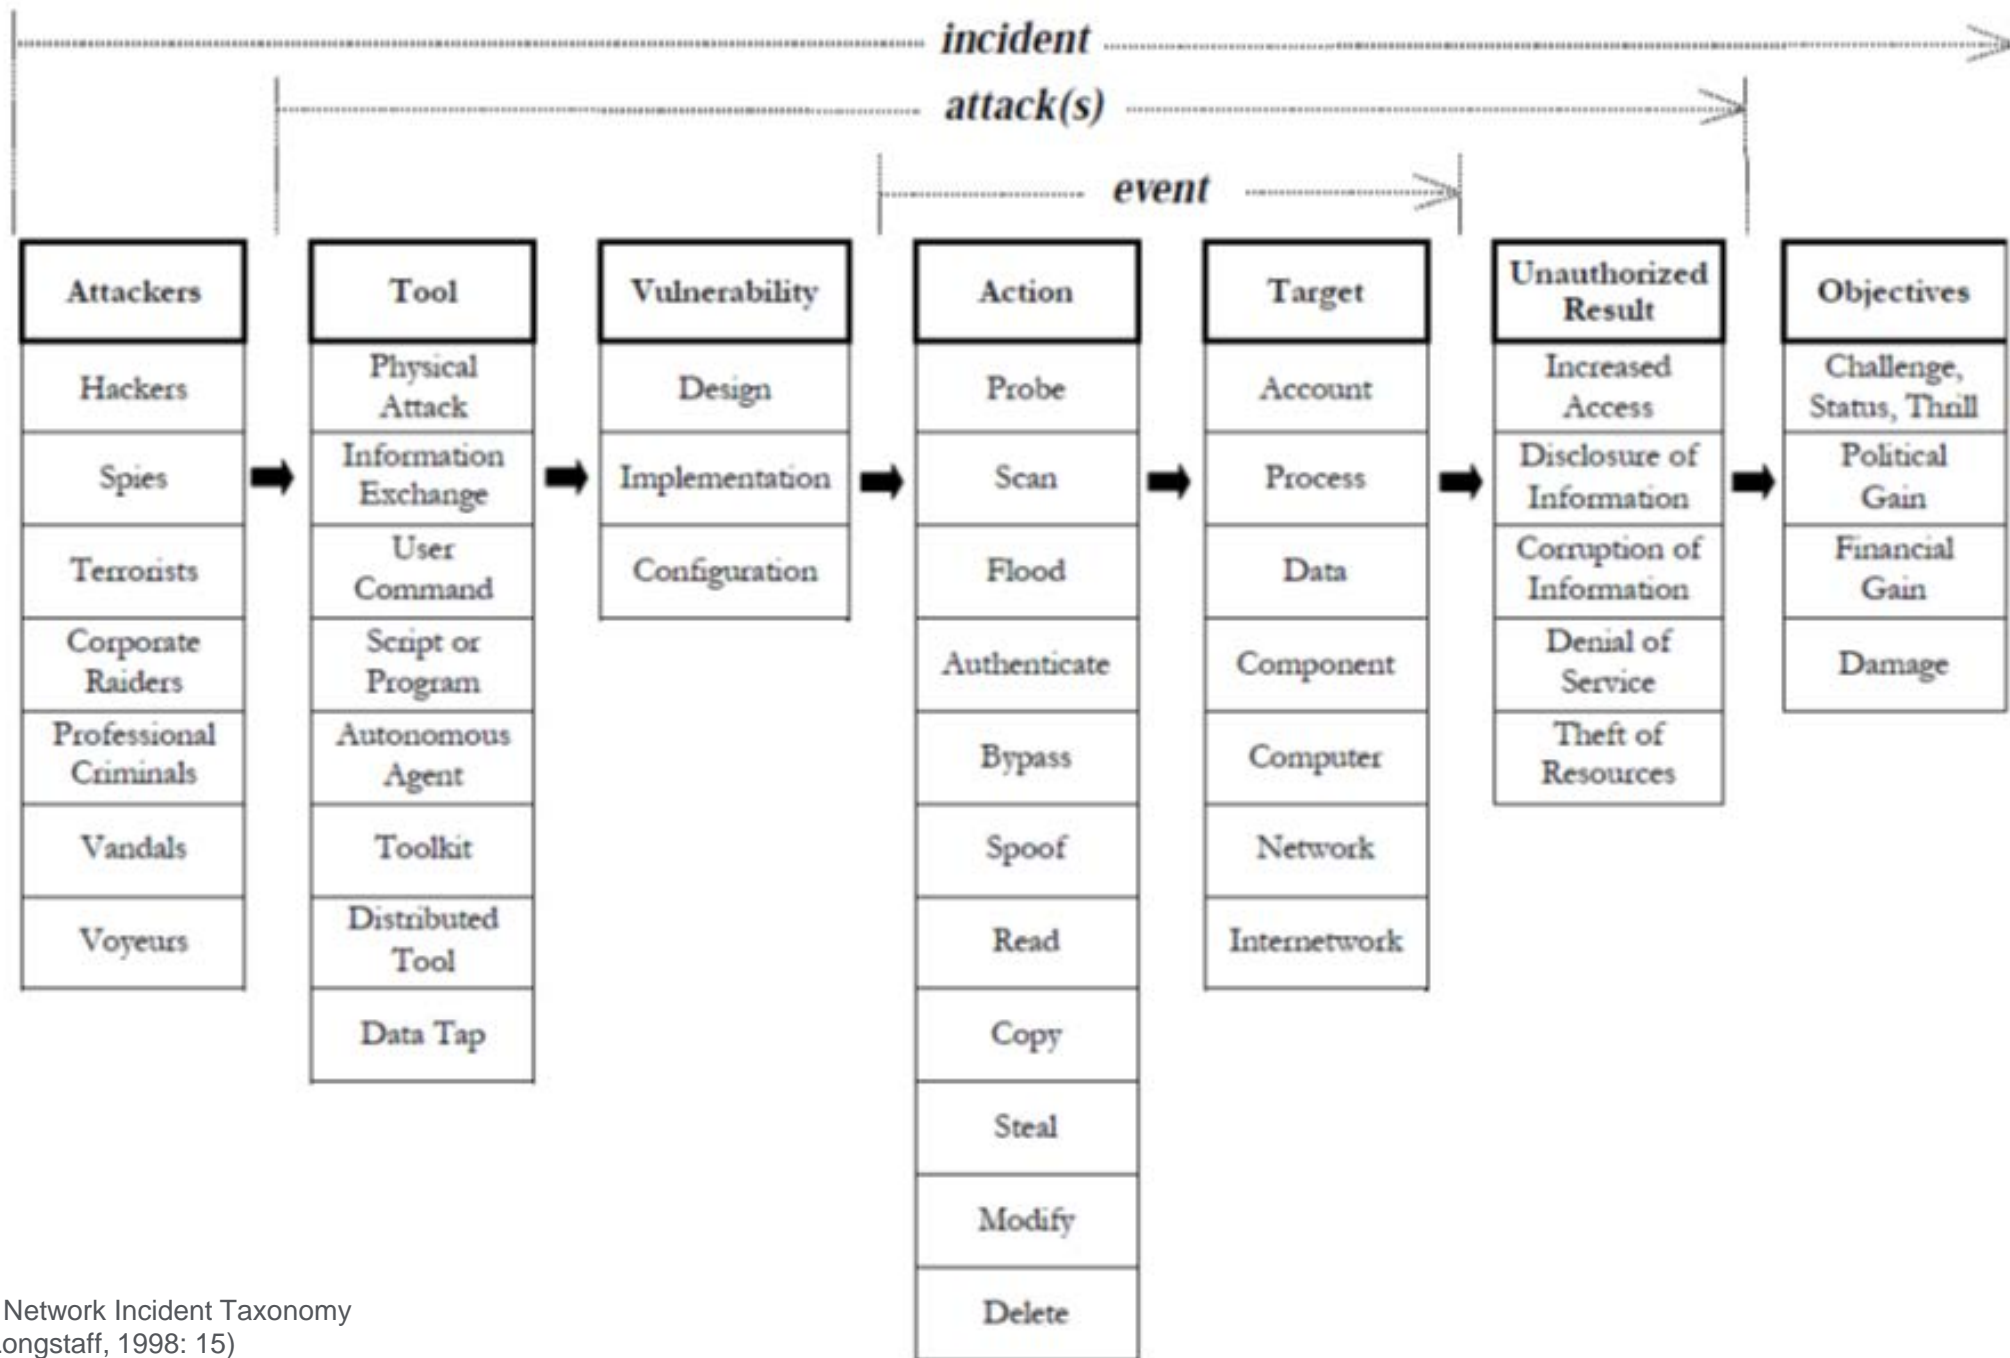 incident
attack(s)
event
Attackers
Hackers
Spies
Terrorists
Corporate
Raiders
Professional
Criminals
Vandals
Voyeurs
Tool
Physical
Attack
Information
Exchange
User
Command
Script or
Program
Autonomous
Agent
Toolkit
Distributed
Tool
Data Tap
Vulnerability
Design
Implementation
Configuration
Action
Probe
Scan
Flood
Authenticate
Bypass
Spoof
Read
Copy
Steal
Modify
Delete
Target
Account
Process
Data
Component
Computer
Network
Internetwork
Unauthorized
Result
Increased
Access
Disclosure of
Information
Corruption of
Information
Denial of
Service
Theft of
Resources
Objectives
Challenge,
Status, Thrill
Political
Gain
Financial
Gain
Damage
Network Incident Taxonomy
ongstaff, 1998: 15)